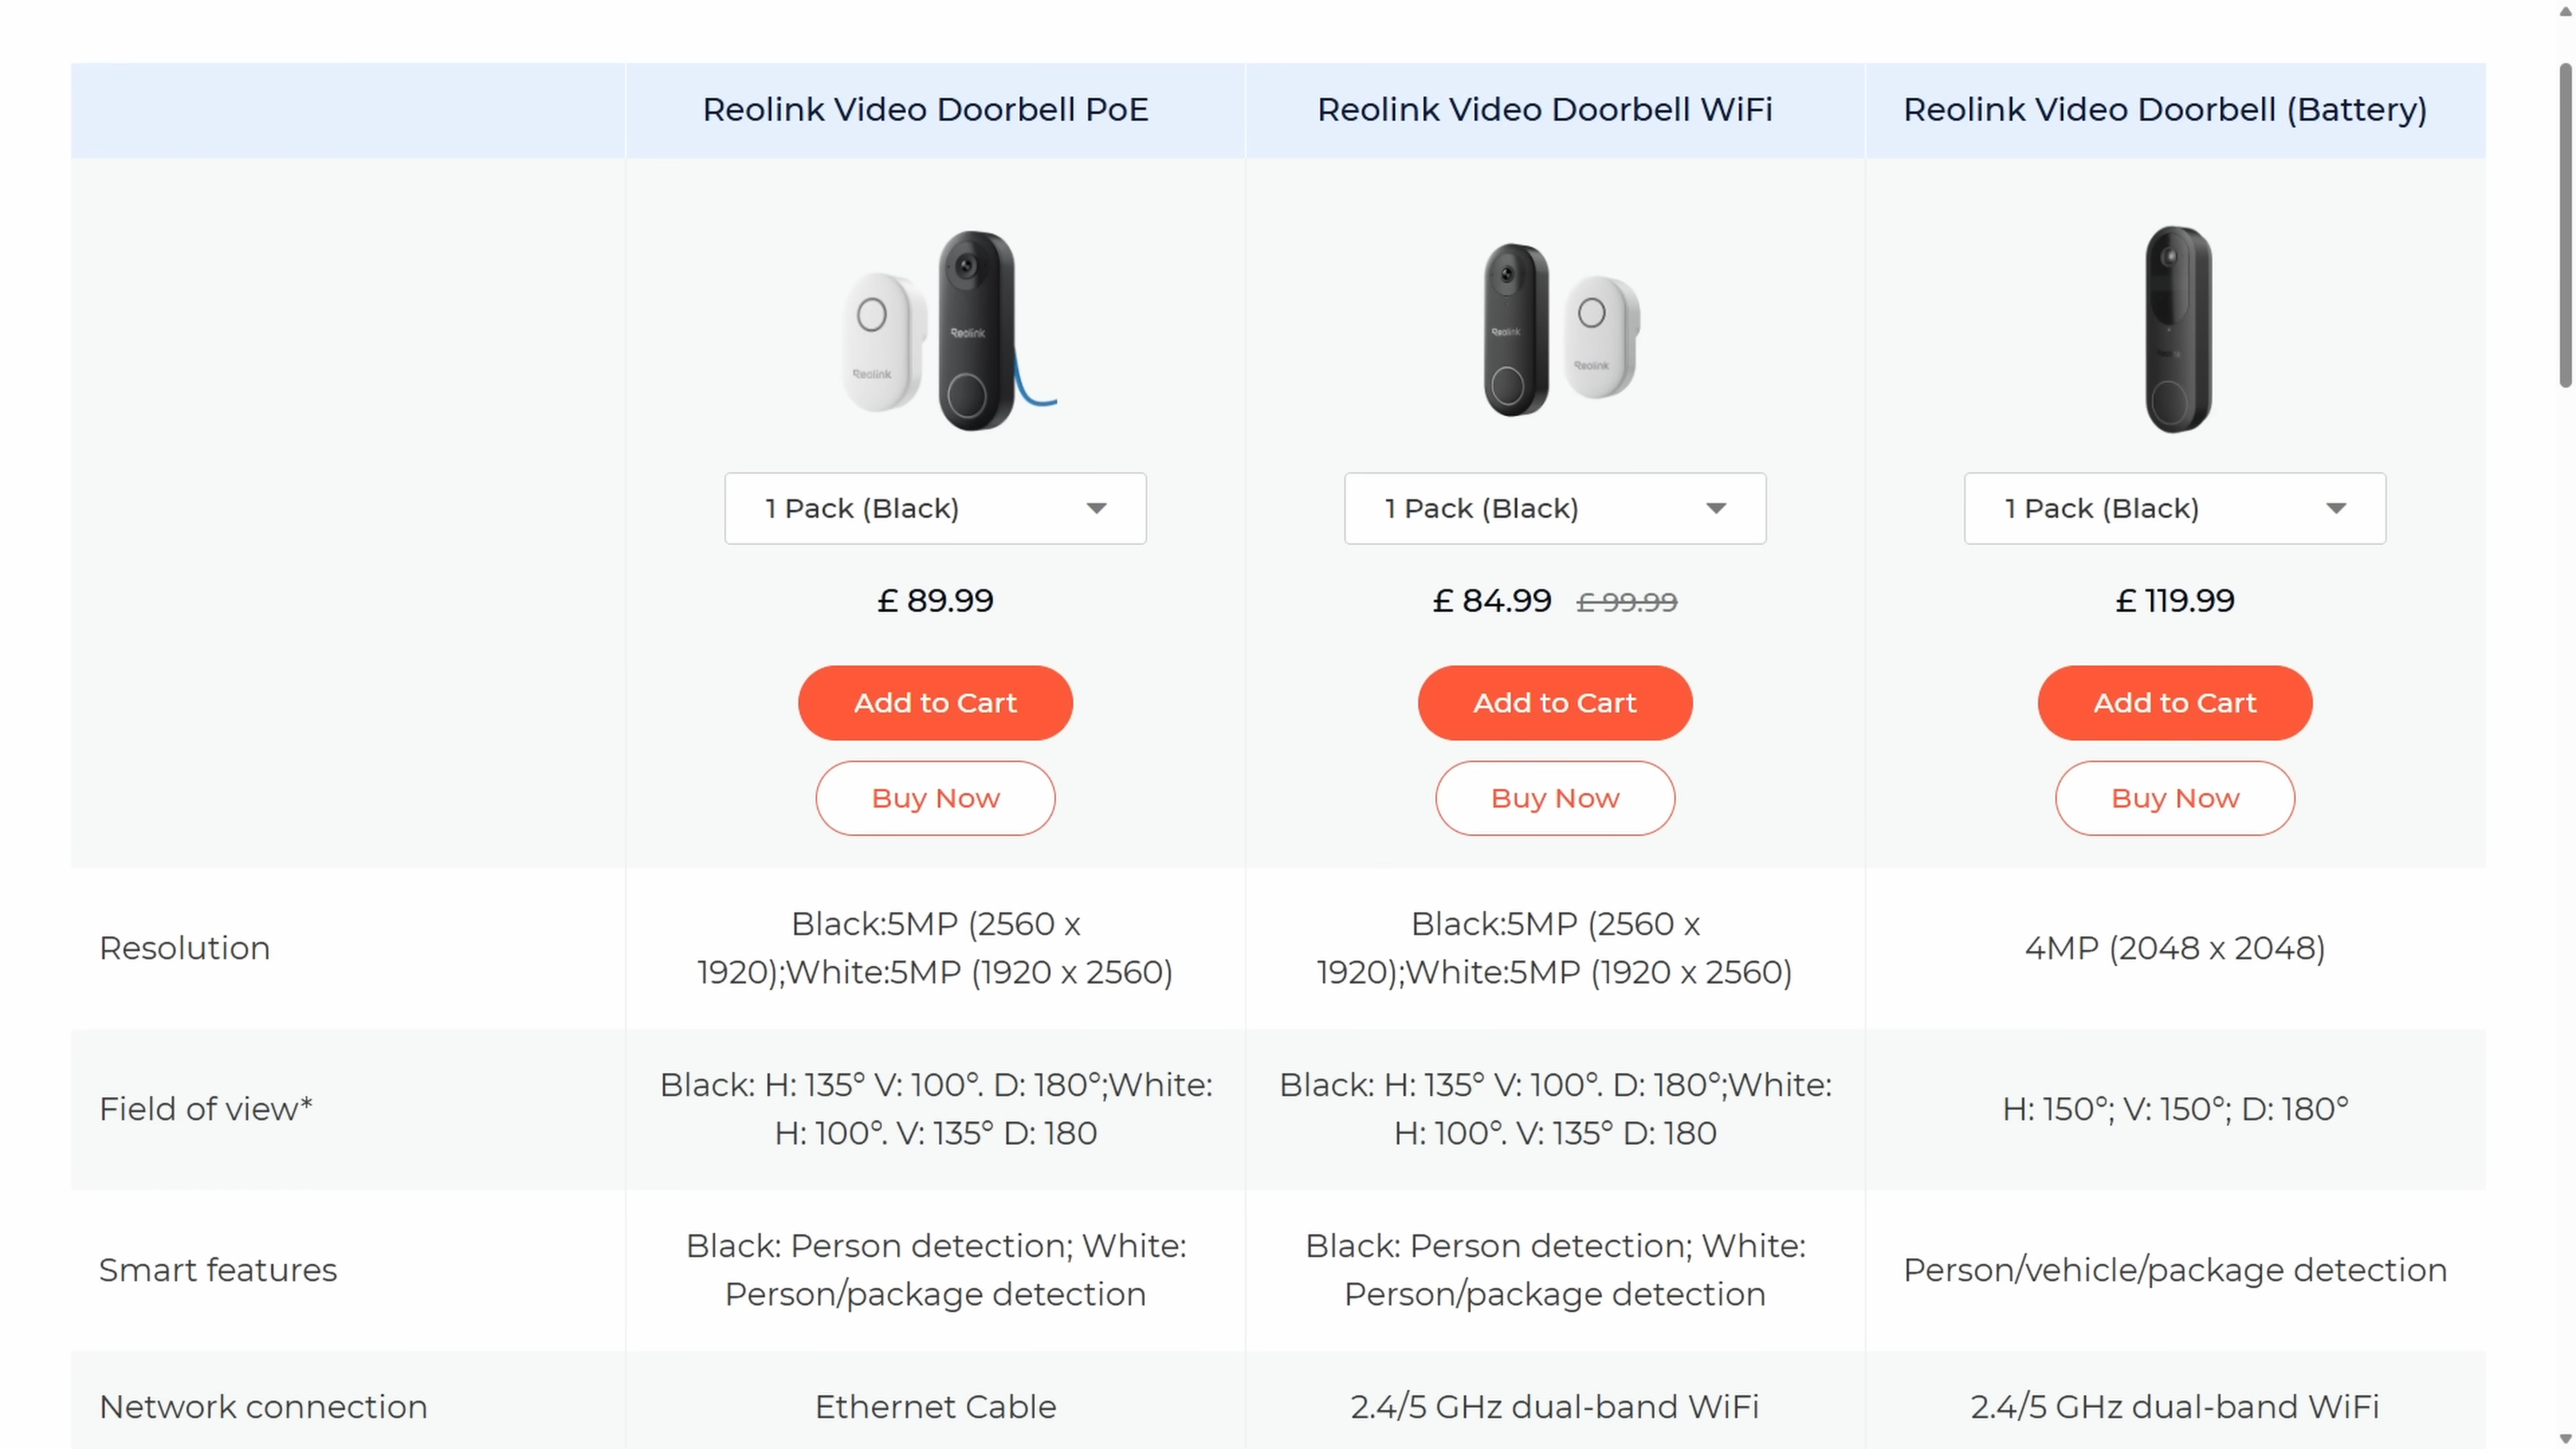 Reolink Video Doorbell PoE
Reolink Video Doorbell WiFi
Reolink Video Doorbell (Battery)
Reolink
Reolink
Reolink
Reolink
1 Pack (Black)
1 Pack (Black)
1 Pack (Black)
£ 89.99
£ 84.99 £ 99.99
£ 119.99
Add to Cart
Add to Cart
Add to Cart
Buy Now
Buy Now
Buy Now
Resolution
Black:5MP (2560 x
1920);White:5MP (1920 x 2560)
Black:5MP (2560 x
1920);White:5MP (1920 x 2560)
4MP (2048 x 2048)
Field of view*
Black: H: 135° V: 100°. D: 180°;White:
H: 100°. V: 135° D: 180
Black: H: 135° V: 100°. D: 180°;White:
H: 100°. V: 135° D: 180
H: 150°; V: 150°; D: 180°
Smart features
Black: Person detection; White:
Person/package detection
Black: Person detection; White:
Person/package detection
Person/vehicle/package detection
Network connection
Ethernet Cable
2.4/5 GHz dual-band WiFi
2.4/5 GHz dual-band WiFi